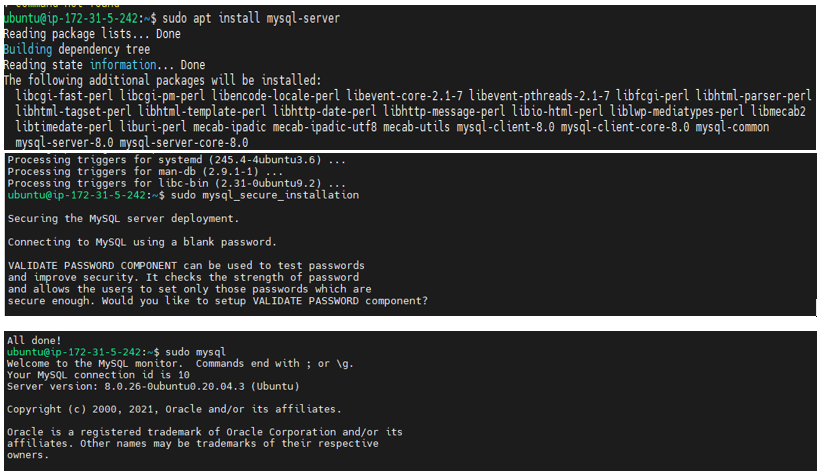 command not found
ubuntu@ip-172-31-5-242:~$ sudo apt install mysql-server
Reading package lists... Done
Building dependency tree
Reading state information... Done
The following additional packages will be installed:
libcgi-fast-perl libcgi-pm-perl libencode-locale-perl libevent-core-2.1-7 libevent-pthreads-2.1-7 libfcgi-perl libhtml-parser-perl
libhtml-tagset-perl libhtml-template-perl libhttp-date-perl libhttp-message-perl libio-html-perl liblwp-mediatypes-perl libmecab2
libtimedate-perl liburi-perl mecab-ipadic mecab-ipadic-utf8 mecab-utils mysql-client-8.0 mysql-client-core-8.0 mysql-common
mysql-server-8.0 mysql-server-core-8.0
Processing triggers for systemd (245.4-4ubuntu3.6) ...
Processing triggers for man-db (2.9.1-1) ...
Processing triggers for libc-bin (2.31-0ubuntu9.2) ...
ubuntu@ip-172-31-5-242:~$ sudo mysql_secure_installation
Securing the MySQL server deployment.
Connecting to MySQL using a blank password.
VALIDATE PASSWORD COMPONENT can be used to test passwords
and improve security. It checks the strength of password
and allows the users to set only those passwords which are
secure enough. Would you like to setup VALIDATE PASSWORD component?
All done!
ubuntu@ip-172-31-5-242:~$ sudo mysql
Welcome to the MySQL monitor.  Commands end with ; or \g.
Your MySQL connection id is 10
Server version: 8.0.26-0ubuntu0.20.04.3 (Ubuntu)
Copyright (c) 2000, 2021, Oracle and/or its affiliates.
Oracle is a registered trademark of Oracle Corporation and/or its
affiliates. Other names may be trademarks of their respective
owners.